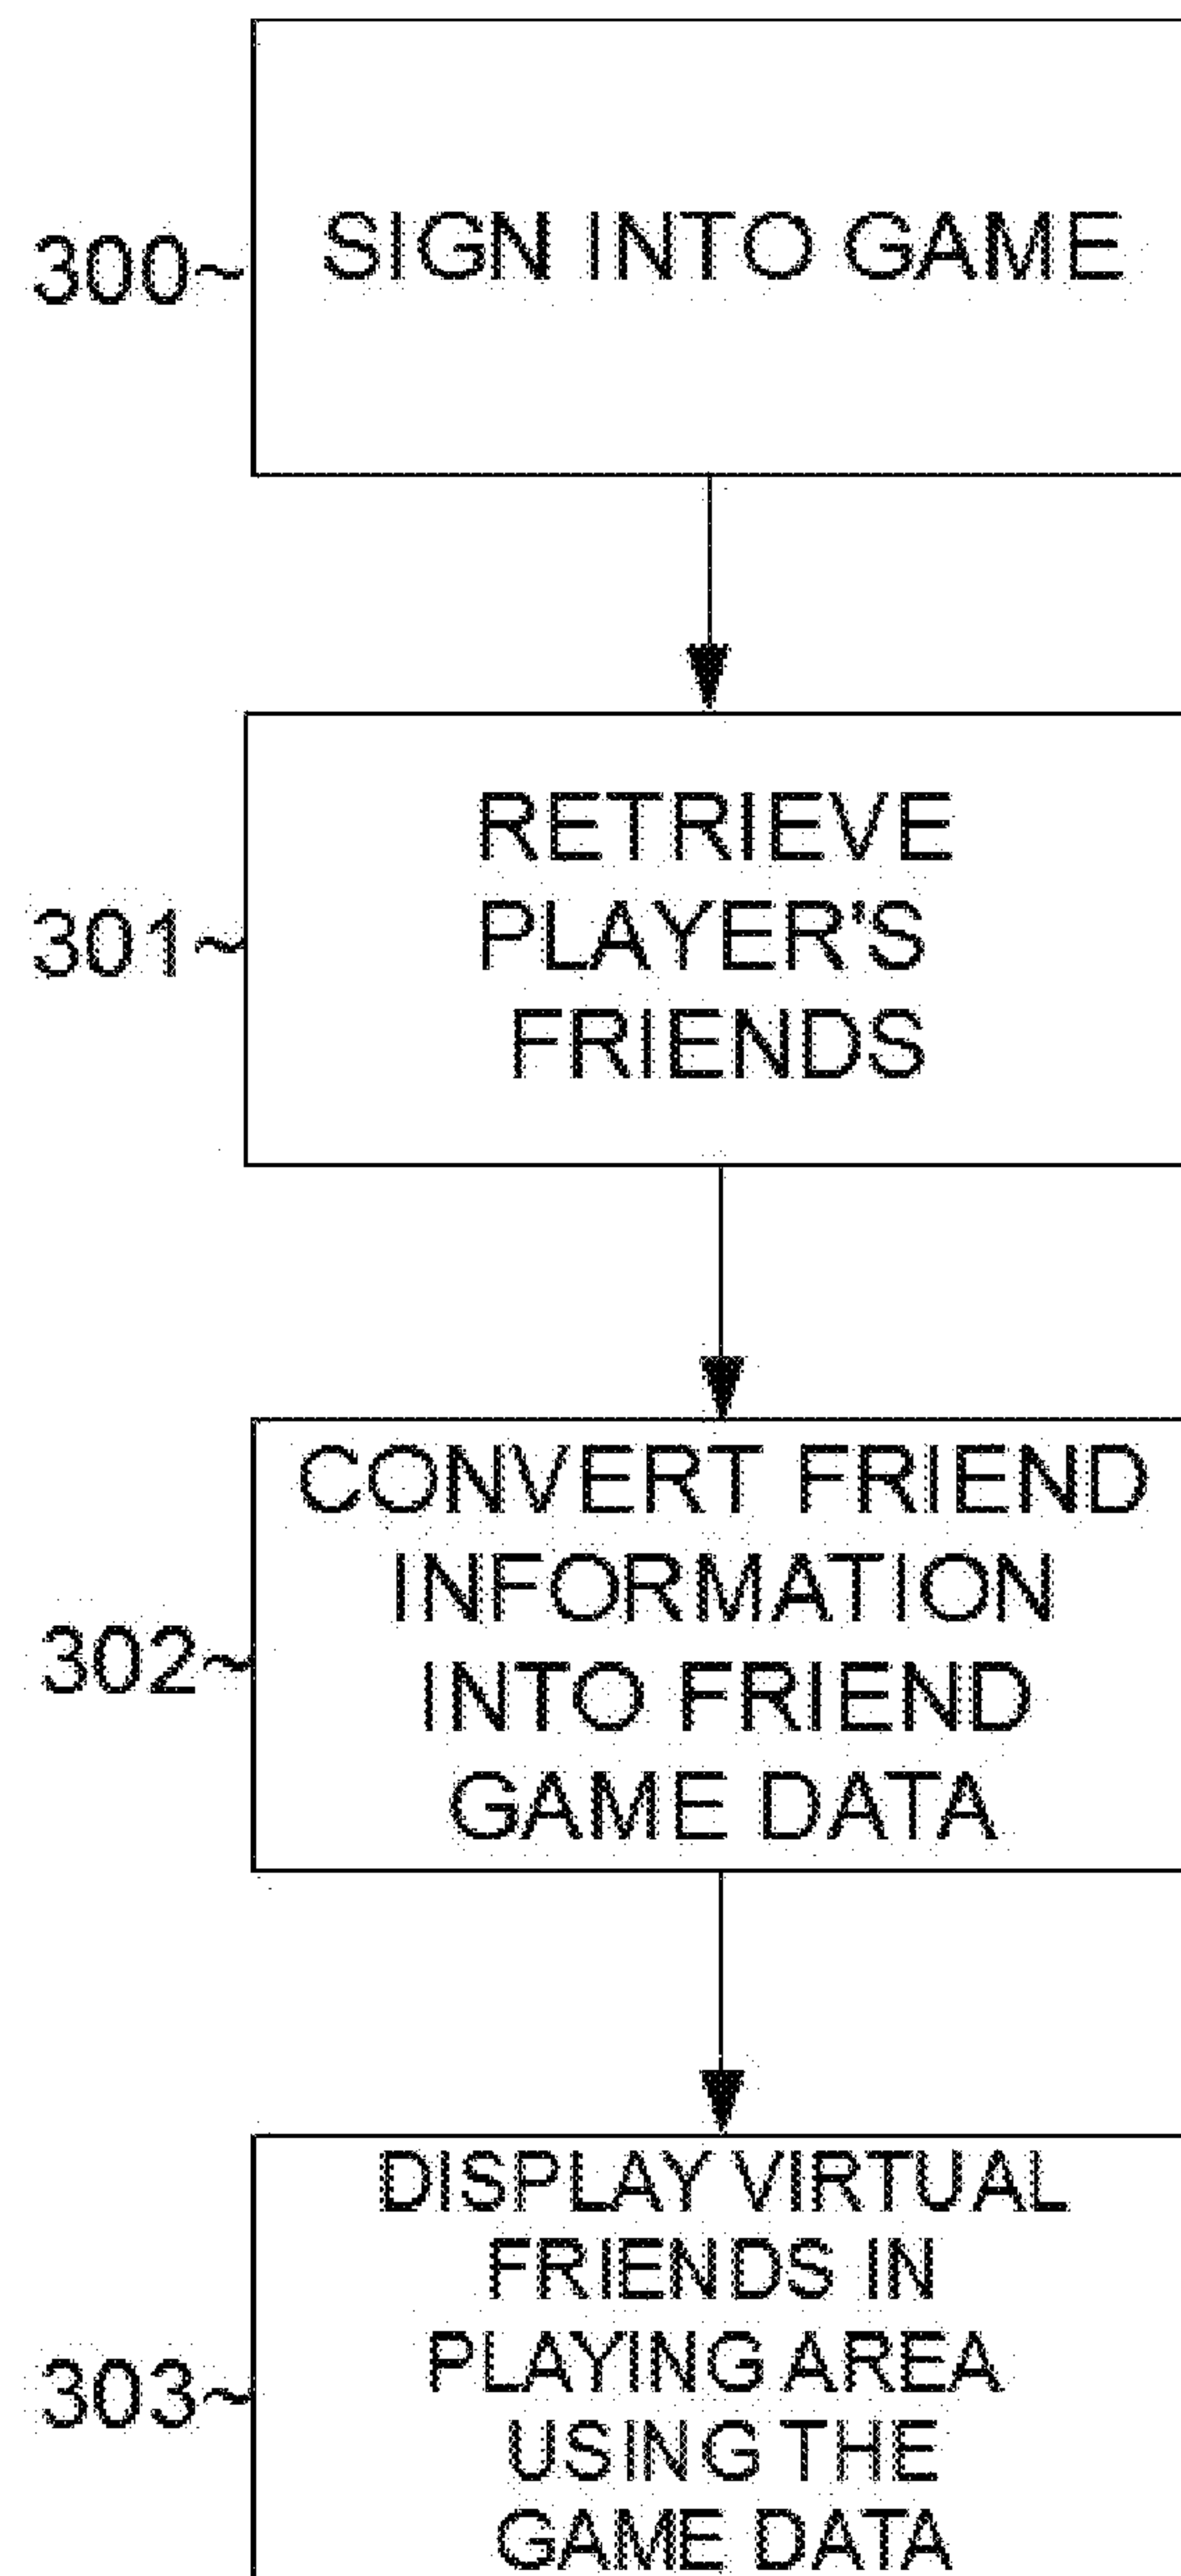 300~ SIGN INTO GAME
RETRIEVE
301~ PLAYER'S
FRIENDS
CONVERT FRIEND
INFORMATION
302~ INTO FRIEND
GAME DATA
DISPLAY VIRTUAL
FRIENDS IN
303~ PLAYING AREA
USING THE
GAME DATA